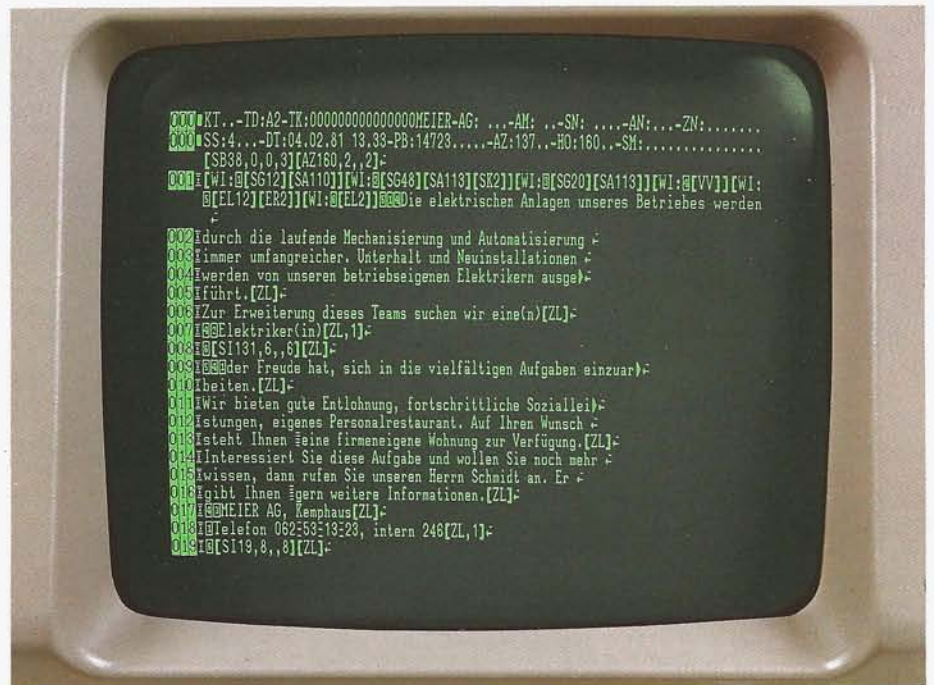 000 KT..-TD:A2-TK:00000000000000MEIER-AG: ...-AM: ..-SN: .....-AN:...-ZN:.......
000 SS:4...-DT:04.02.81 13.33-PB:14723.....-AZ:137..-HO:160..-SM:...............
[SB38,0,0,3][AZ160,2,,2]
001 [WI: [SG12][SA110]][WI: [SG48][SA113][SK2]][WI: [SG20][SA113]][WI: [VV]][WI:
[EL12][ER2]][WI: [EL2]] Die elektrischen Anlagen unseres Betriebes werden
002 durch die laufende Mechanisierung und Automatisierung
003 immer umfangreicher. Unterhalt und Neuinstallationen
004 werden von unseren betriebseigenen Elektrikern ausge
005 führt.[ZL]
006 Zur Erweiterung dieses Teams suchen wir eine(n)[ZL]
007 Elektriker(in)[ZL,1]
008 [SI131,6,,6][ZL]
009 der Freude hat, sich in die vielfältigen Aufgaben einzuar
010 beiten.[ZL]
011 Wir bieten gute Entlohnung, fortschrittliche Soziallei
012 stungen, eigenes Personalrestaurant. Auf Ihren Wunsch
013 steht Ihnen eine firmeneigene Wohnung zur Verfügung.[ZL]
014 Interessiert Sie diese Aufgabe und wollen Sie noch mehr
015 wissen, dann rufen Sie unseren Herrn Schmidt an. Er
016 gibt Ihnen gern weitere Informationen.[ZL]
017 MEIER AG, Kemphaus[ZL]
018 Telefon 062-53-13-23, intern 246[ZL,1]
019 [SI19,8,,8][ZL]